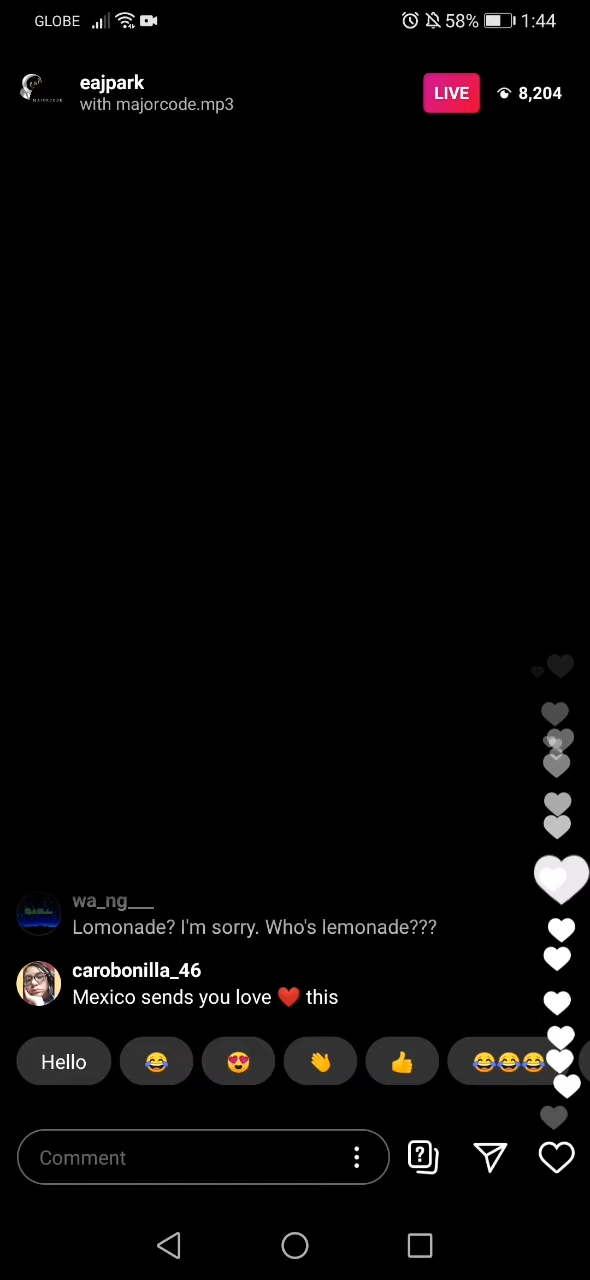 GLOBE 58% 1:44
eajpark
with majorcode.mp3
LIVE 8,204
wa_ng___
Lomonade? I'm sorry. Who's lemonade???
carobonilla_46
Mexico sends you love ❤️ this
Hello 😂 😍 👋 👍 😂😂😂
Comment